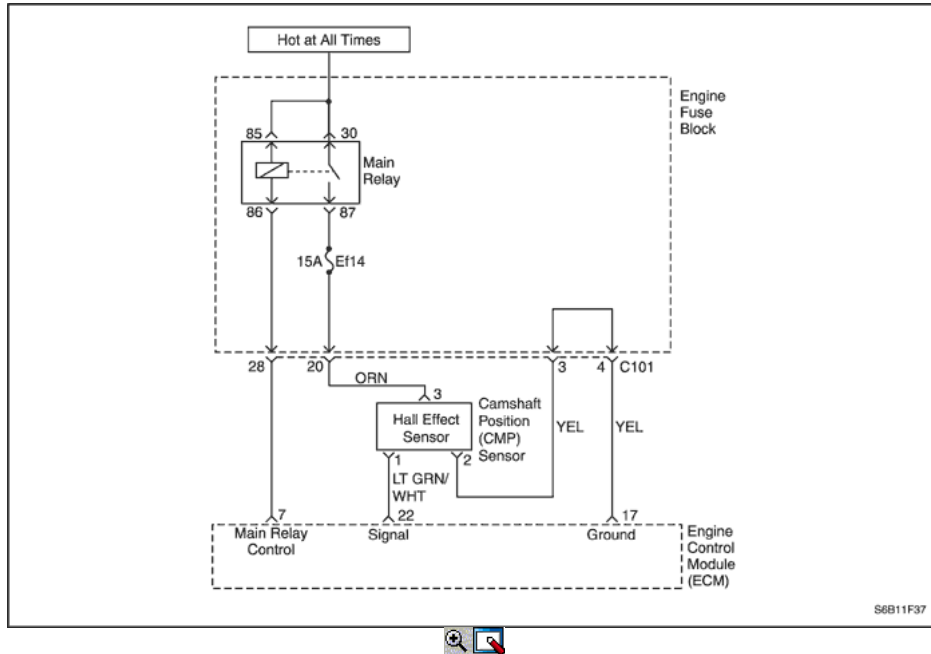 Hot at All Times
Engine
Fuse
Block
85
30
Main
Relay
86
87
15A
Ef14
28
20
3
4
C101
ORN
3
Hall Effect
Sensor
Camshaft
Position
(CMP)
Sensor
YEL
YEL
1
2
LT GRN/
WHT
7
22
17
Main Relay
Control
Signal
Ground
Engine
Control
Module
(ECM)
S6B11F37